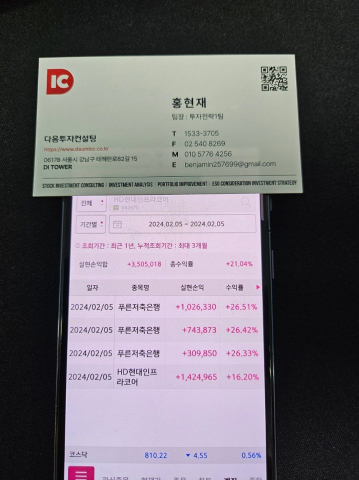 IC
홍현재
팀장 : 투자전략1팀
다옴투자컨설팅
https://www.daumioc.co.kr
06178 서울시 강남구 테헤란로82길 15
DI TOWER
T 1533-3705
F 02 540 8269
M 010 5776 4256
E benjamin257699@gmail.com
STOCK INVESTMENT CONSULTING INVESTMENT ANALYSIS PORTFOLIO IMPROVEMENT ESG CONSIDERATION INVESTMENT STRATEGY
전체 HD현대인프라코어
기간별 2024.02.05 ~ 2024.02.05
조회기간 : 최근 1년, 누적조회기간 : 최대 3개월
실현손익합 +3,505,018 총수익률 +21.04%
일자 종목명 실현손익 수익률
2024/02/05 푸른저축은행 +1,026,330 +26.51%
2024/02/05 푸른저축은행 +743,873 +26.42%
2024/02/05 푸른저축은행 +309,850 +26.33%
2024/02/05 HD현대인프라코어 +1,424,965 +16.20%
코스닥 810.22 ▼ 4.55 0.56%